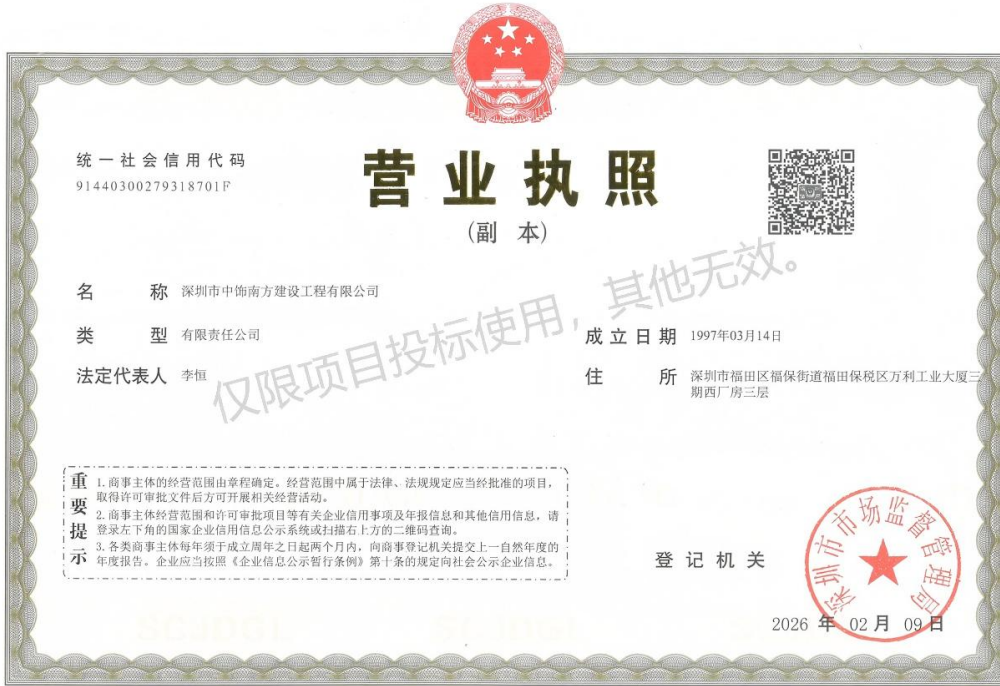 统一社会信用代码
91440300279318701F
营业执照
(副 本)
名 称 深圳市中饰南方建设工程有限公司
类 型 有限责任公司
法定代表人 李恒
成立日期 1997年03月14日
住 所 深圳市福田区福保街道福田保税区万利工业大厦三
期西厂房三层
仅限项目投标使用，其他无效。
重要提示
1.商事主体的经营范围由章程确定。经营范围中属于法律、法规规定应当经批准的项目，
取得许可审批文件后方可开展相关经营活动。
2.商事主体经营范围和许可审批项目等有关企业信用事项及年报信息和其他信用信息，请
登录左下角的国家企业信用信息公示系统或扫描右上方的二维码查询。
3.各类商事主体每年须于成立周年之日起两个月内，向商事登记机关提交上一自然年度的
年度报告。企业应当按照《企业信息公示暂行条例》第十条的规定向社会公示企业信息。
登记机关
深圳市市场监督管理局
2026 年 02 月 09 日